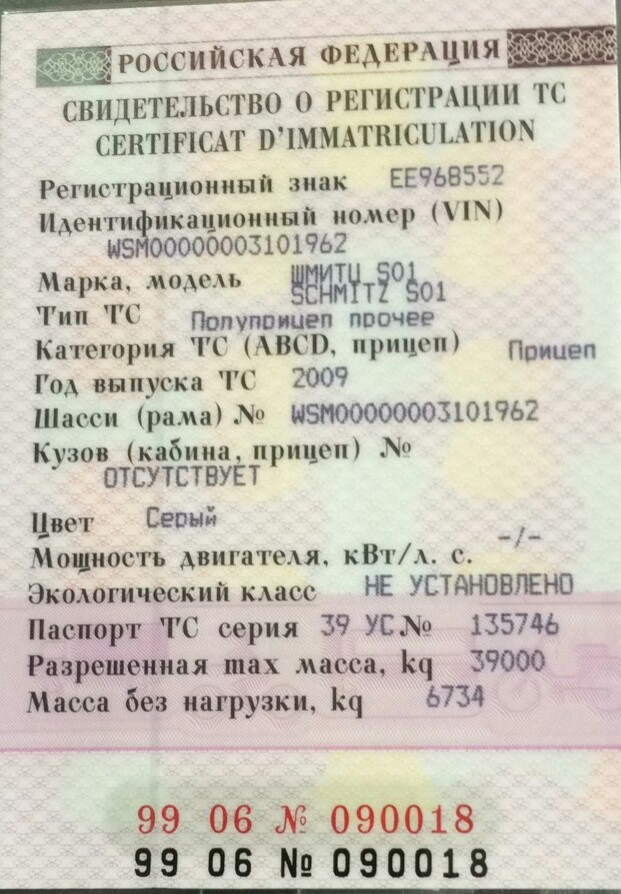 РОССИЙСКАЯ ФЕДЕРАЦИЯ
СВИДЕТЕЛЬСТВО О РЕГИСТРАЦИИ ТС
CERTIFICAT D'IMMATRICULATION
Регистрационный знак ЕЕ968552
Идентификационный номер (VIN)
WSM00000003101962
Марка, модель ШМИТЦ S01
SCHMITZ S01
Тип ТС Полуприцеп прочее
Категория ТС (ABCD, прицеп) Прицеп
Год выпуска ТС 2009
Шасси (рама) № WSM00000003101962
Кузов (кабина, прицеп) №
ОТСУТСТВУЕТ
Цвет Серый
Мощность двигателя, кВт/л. с. -/-
Экологический класс НЕ УСТАНОВЛЕНО
Паспорт ТС серия 39 УС № 135746
Разрешенная max масса, kq 39000
Масса без нагрузки, kq 6734
99 06 № 090018
99 06 № 090018